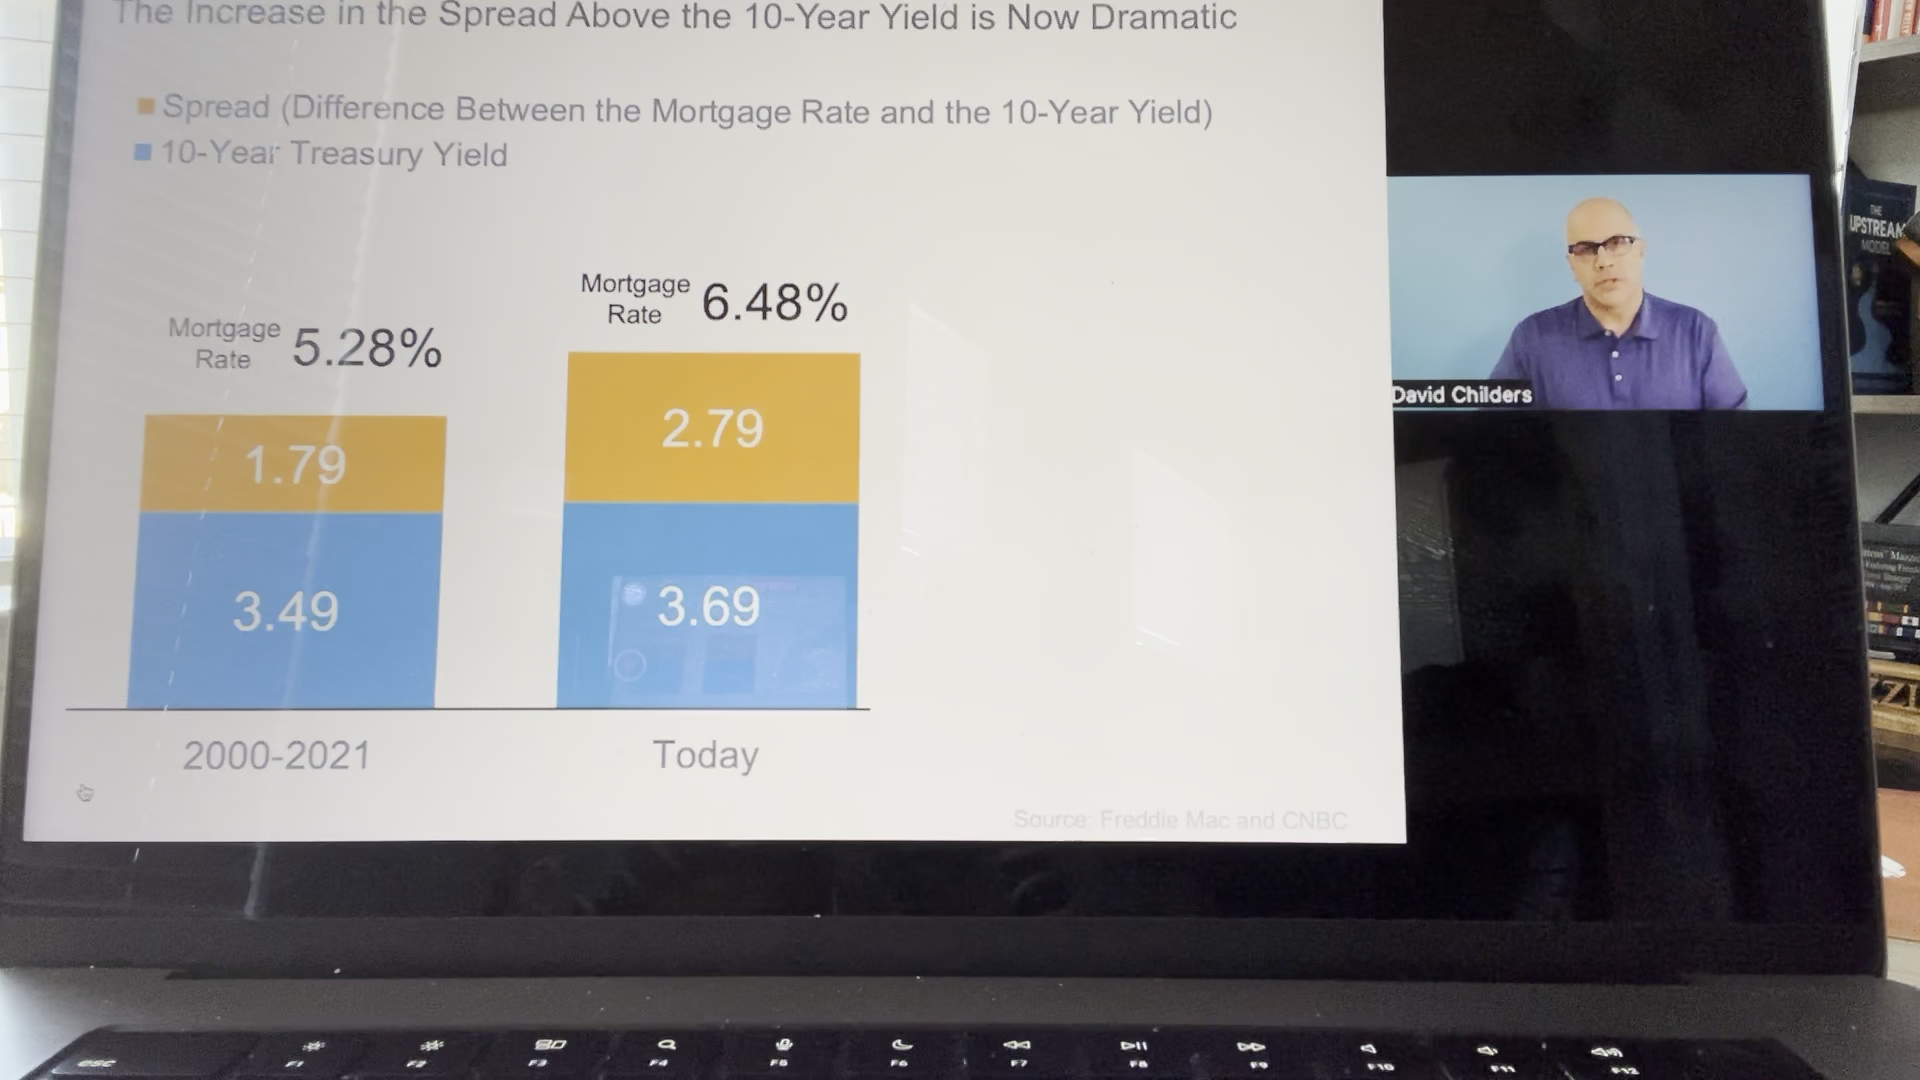 The Increase in the Spread Above the 10-Year Yield is Now Dramatic
Spread (Difference Between the Mortgage Rate and the 10-Year Yield)
10-Year Treasury Yield
Mortgage
Rate
5.28%
Mortgage
Rate
6.48%
1.79
2.79
3.49
3.69
2000-2021
Today
Source: Freddie Mac and CNBC
David Childers
THE
UPSTREAM
MODEL
esc
F1
F2
F3
F4
F5
F6
F7
F8
F9
F10
F11
F12